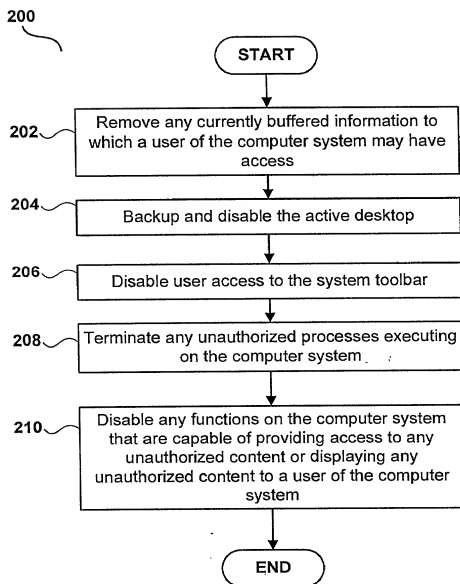 200
START
202
Remove any currently buffered information to
which a user of the computer system may have
access
204
Backup and disable the active desktop
206
Disable user access to the system toolbar
208
Terminate any unauthorized processes executing
on the computer system
210
Disable any functions on the computer system
that are capable of providing access to any
unauthorized content or displaying any
unauthorized content to a user of the computer
system
END